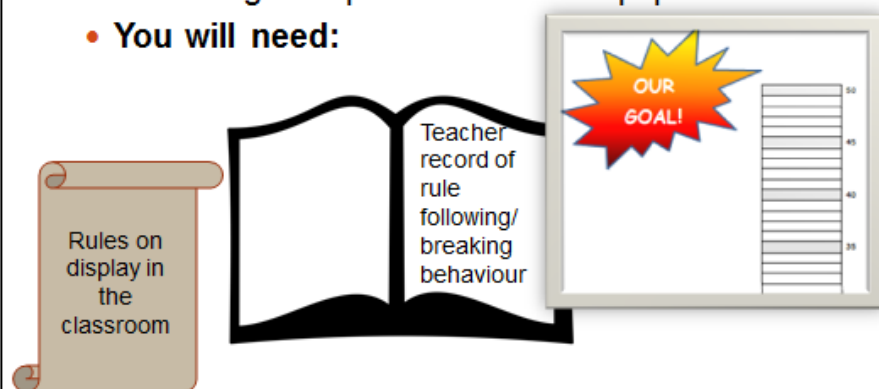 • You will need:
Teacher
record of
rule
following/
breaking
behaviour
Rules on
display in
the
classroom
OUR
GOAL!
50
45
40
35